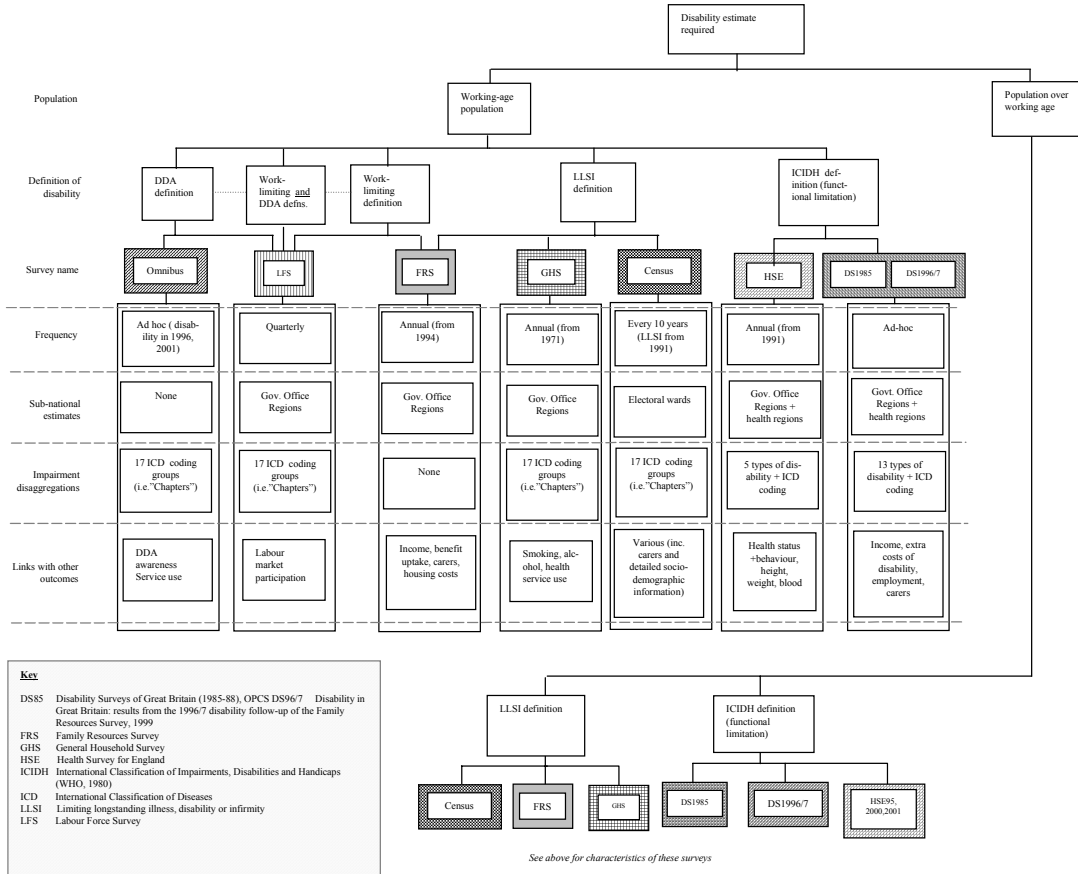 Disability estimate
required
Population
Working-age
population
Population over
working age
Definition of
disability
DDA
definition
Work-
limiting and
DDA defns.
Work-
limiting
definition
LLSI
definition
ICIDH def-
inition (funct-
ional limitation)
Survey name
Omnibus
LFS
FRS
GHS
Census
HSE
DS1985
DS1996/7
Frequency
Ad hoc ( disab-
ility in 1996,
2001)
Quarterly
Annual (from
1994)
Annual (from
1971)
Every 10 years
(LLSI from
1991)
Annual (from
1991)
Ad-hoc
Sub-national
estimates
None
Gov. Office
Regions
Gov. Office
Regions
Gov. Office
Regions
Electoral wards
Gov. Office
Regions +
health regions
Govt. Office
Regions +
health regions
Impairment
disaggregations
17 ICD coding
groups
(i.e."Chapters")
17 ICD coding
groups
(i.e."Chapters")
None
17 ICD coding
groups
(i.e."Chapters")
17 ICD coding
groups
(i.e."Chapters")
5 types of dis-
ability + ICD
coding
13 types of
disability + ICD
coding
Links with other
outcomes
DDA
awareness
Service use
Labour
market
participation
Income, benefit
uptake, carers,
housing costs
Smoking, alc-
ohol, health
service use
Various (inc.
carers and
detailed socio-
demographic
information)
Health status
+behaviour,
height,
weight, blood
Income, extra
costs of
disability,
employment,
carers
Key
DS85 Disability Surveys of Great Britain (1985-88), OPCS DS96/7 Disability in
Great Britain: results from the 1996/7 disability follow-up of the Family
Resources Survey, 1999
FRS Family Resources Survey
GHS General Household Survey
HSE Health Survey for England
ICIDH International Classification of Impairments, Disabilities and Handicaps
(WHO, 1980)
ICD International Classification of Diseases
LLSI Limiting longstanding illness, disability or infirmity
LFS Labour Force Survey
LLSI definition
ICIDH definition
(functional
limitation)
Census
FRS
GHS
DS1985
DS1996/7
HSE95,
2000,2001
See above for characteristics of these surveys